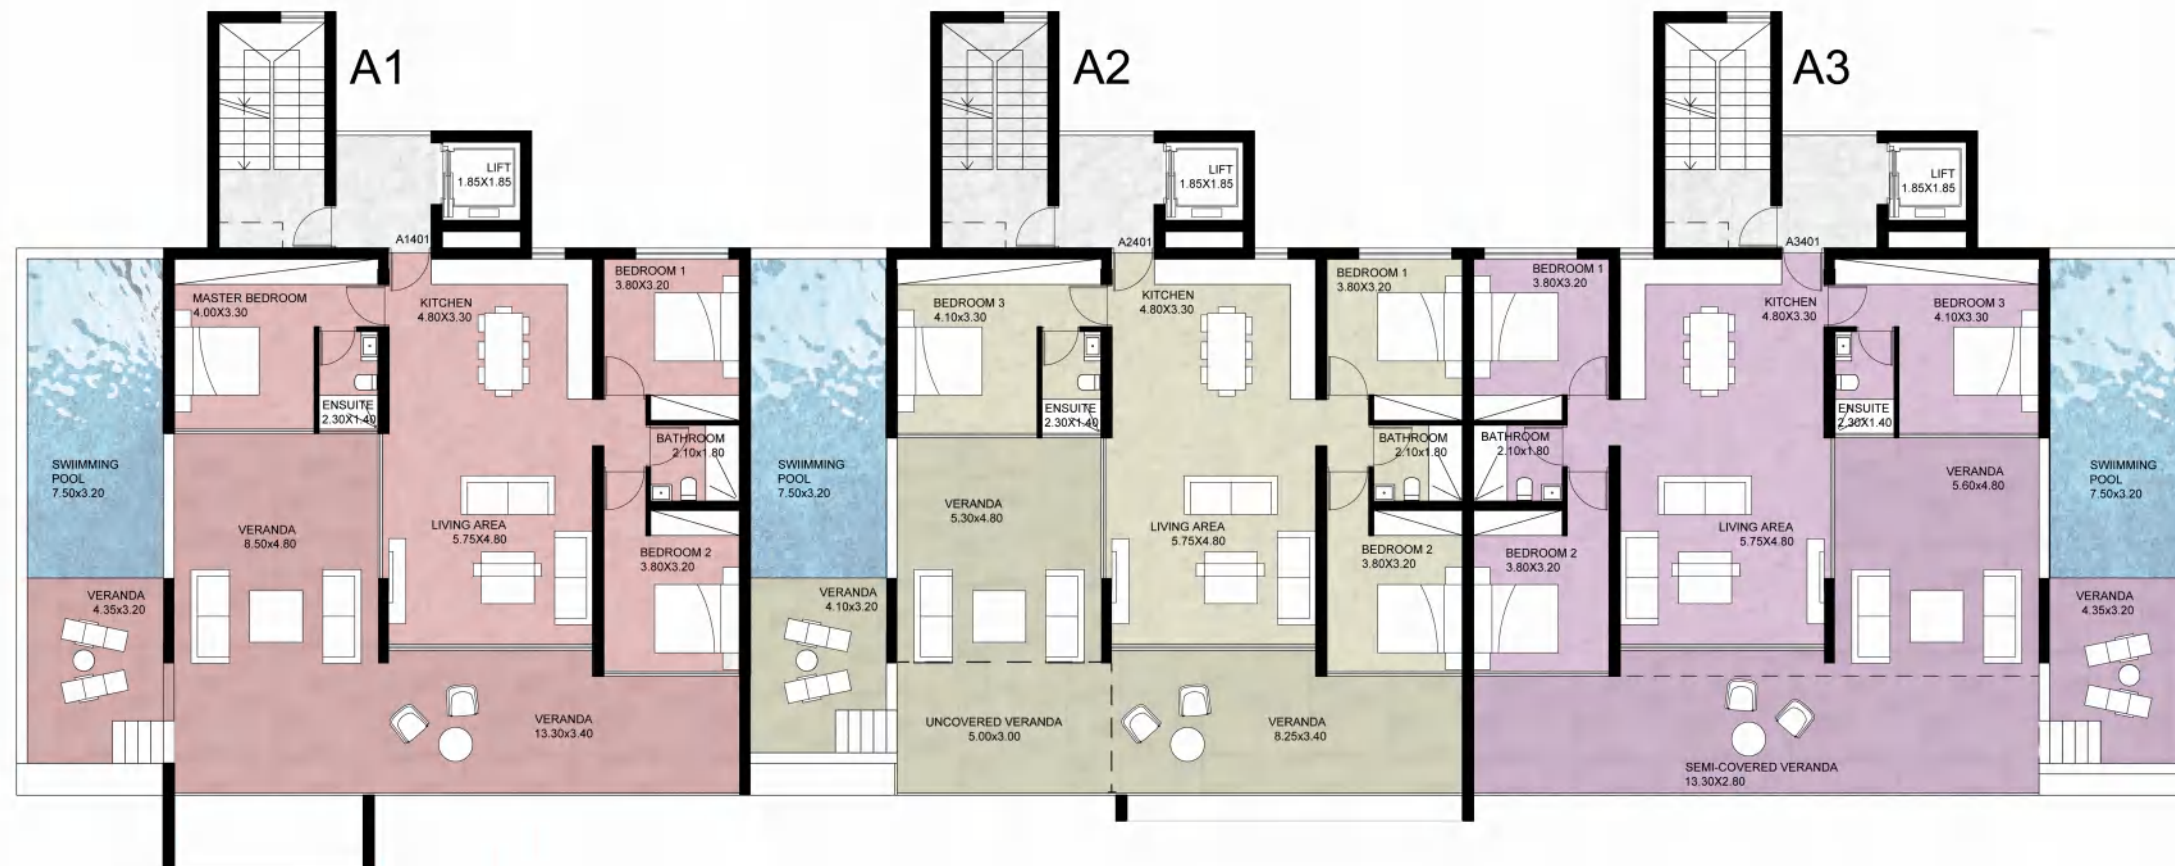 A1
LIFT
1.85X1.85
A1401
MASTER BEDROOM
4.00X3.30
KITCHEN
4.80X3.30
BEDROOM 1
3.80X3.20
ENSUITE
2.30X1.40
BATHROOM
2.10x1.80
SWIIMMING
POOL
7.50x3.20
VERANDA
8.50x4.80
LIVING AREA
5.75X4.80
BEDROOM 2
3.80X3.20
VERANDA
4.35x3.20
VERANDA
13.30x3.40
A2
LIFT
1.85X1.85
A2401
BEDROOM 3
4.10x3.30
KITCHEN
4.80X3.30
BEDROOM 1
3.80X3.20
ENSUITE
2.30X1.40
BATHROOM
2.10x1.80
SWIIMMING
POOL
7.50x3.20
VERANDA
5.30x4.80
LIVING AREA
5.75X4.80
BEDROOM 2
3.80X3.20
VERANDA
4.10x3.20
UNCOVERED VERANDA
5.00x3.00
VERANDA
8.25x3.40
A3
LIFT
1.85X1.85
A3401
BEDROOM 1
3.80X3.20
KITCHEN
4.80X3.30
BEDROOM 3
4.10X3.30
BATHROOM
2.10x1.80
ENSUITE
2.30X1.40
VERANDA
5.60x4.80
SWIIMMING
POOL
7.50x3.20
LIVING AREA
5.75X4.80
BEDROOM 2
3.80X3.20
VERANDA
4.35x3.20
SEMI-COVERED VERANDA
13.30X2.80